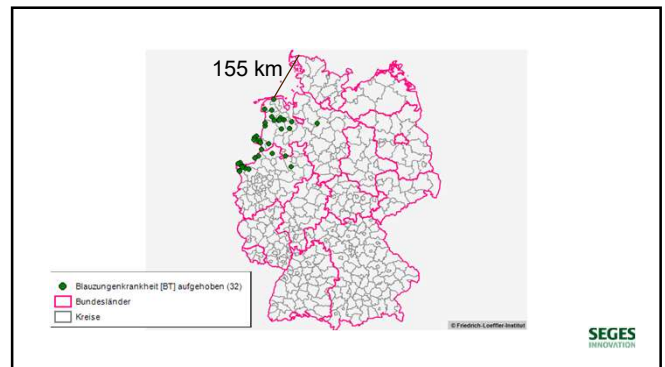 155 km
Blauzungenkrankheit [BT] aufgehoben (32)
Bundesländer
Kreise
© Friedrich-Loeffler-Institut
SEGES
INNOVATION